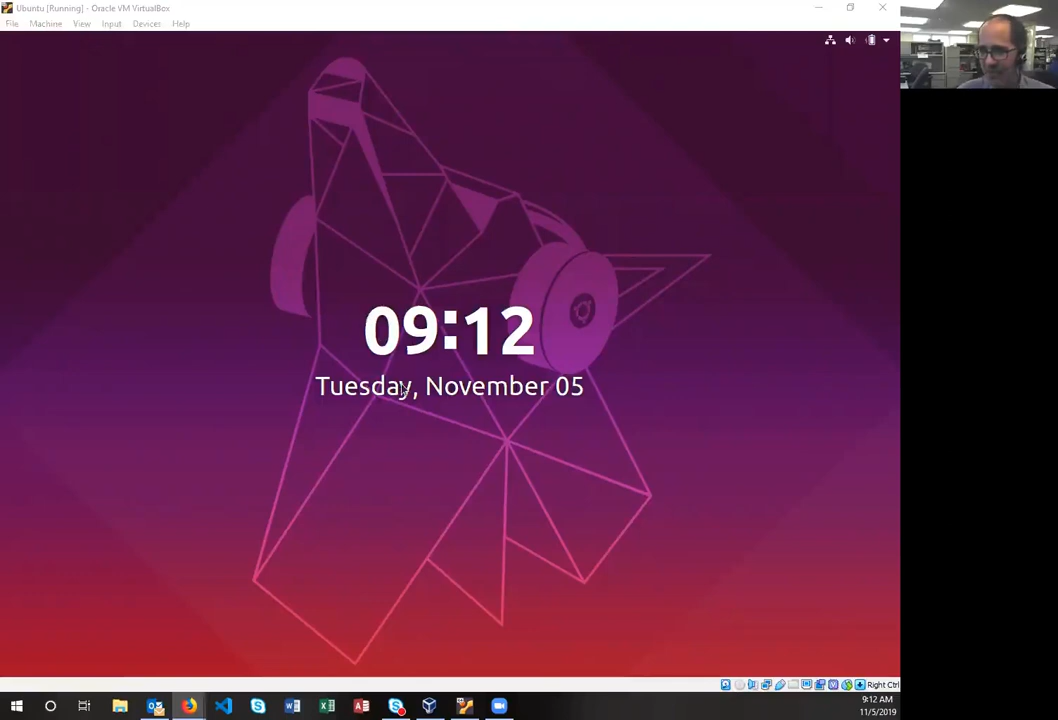 Ubuntu [Running] - Oracle VM VirtualBox
File Machine View Input Devices Help
09:12
Tuesday, November 05
Right Ctrl
9:12 AM
11/5/2019